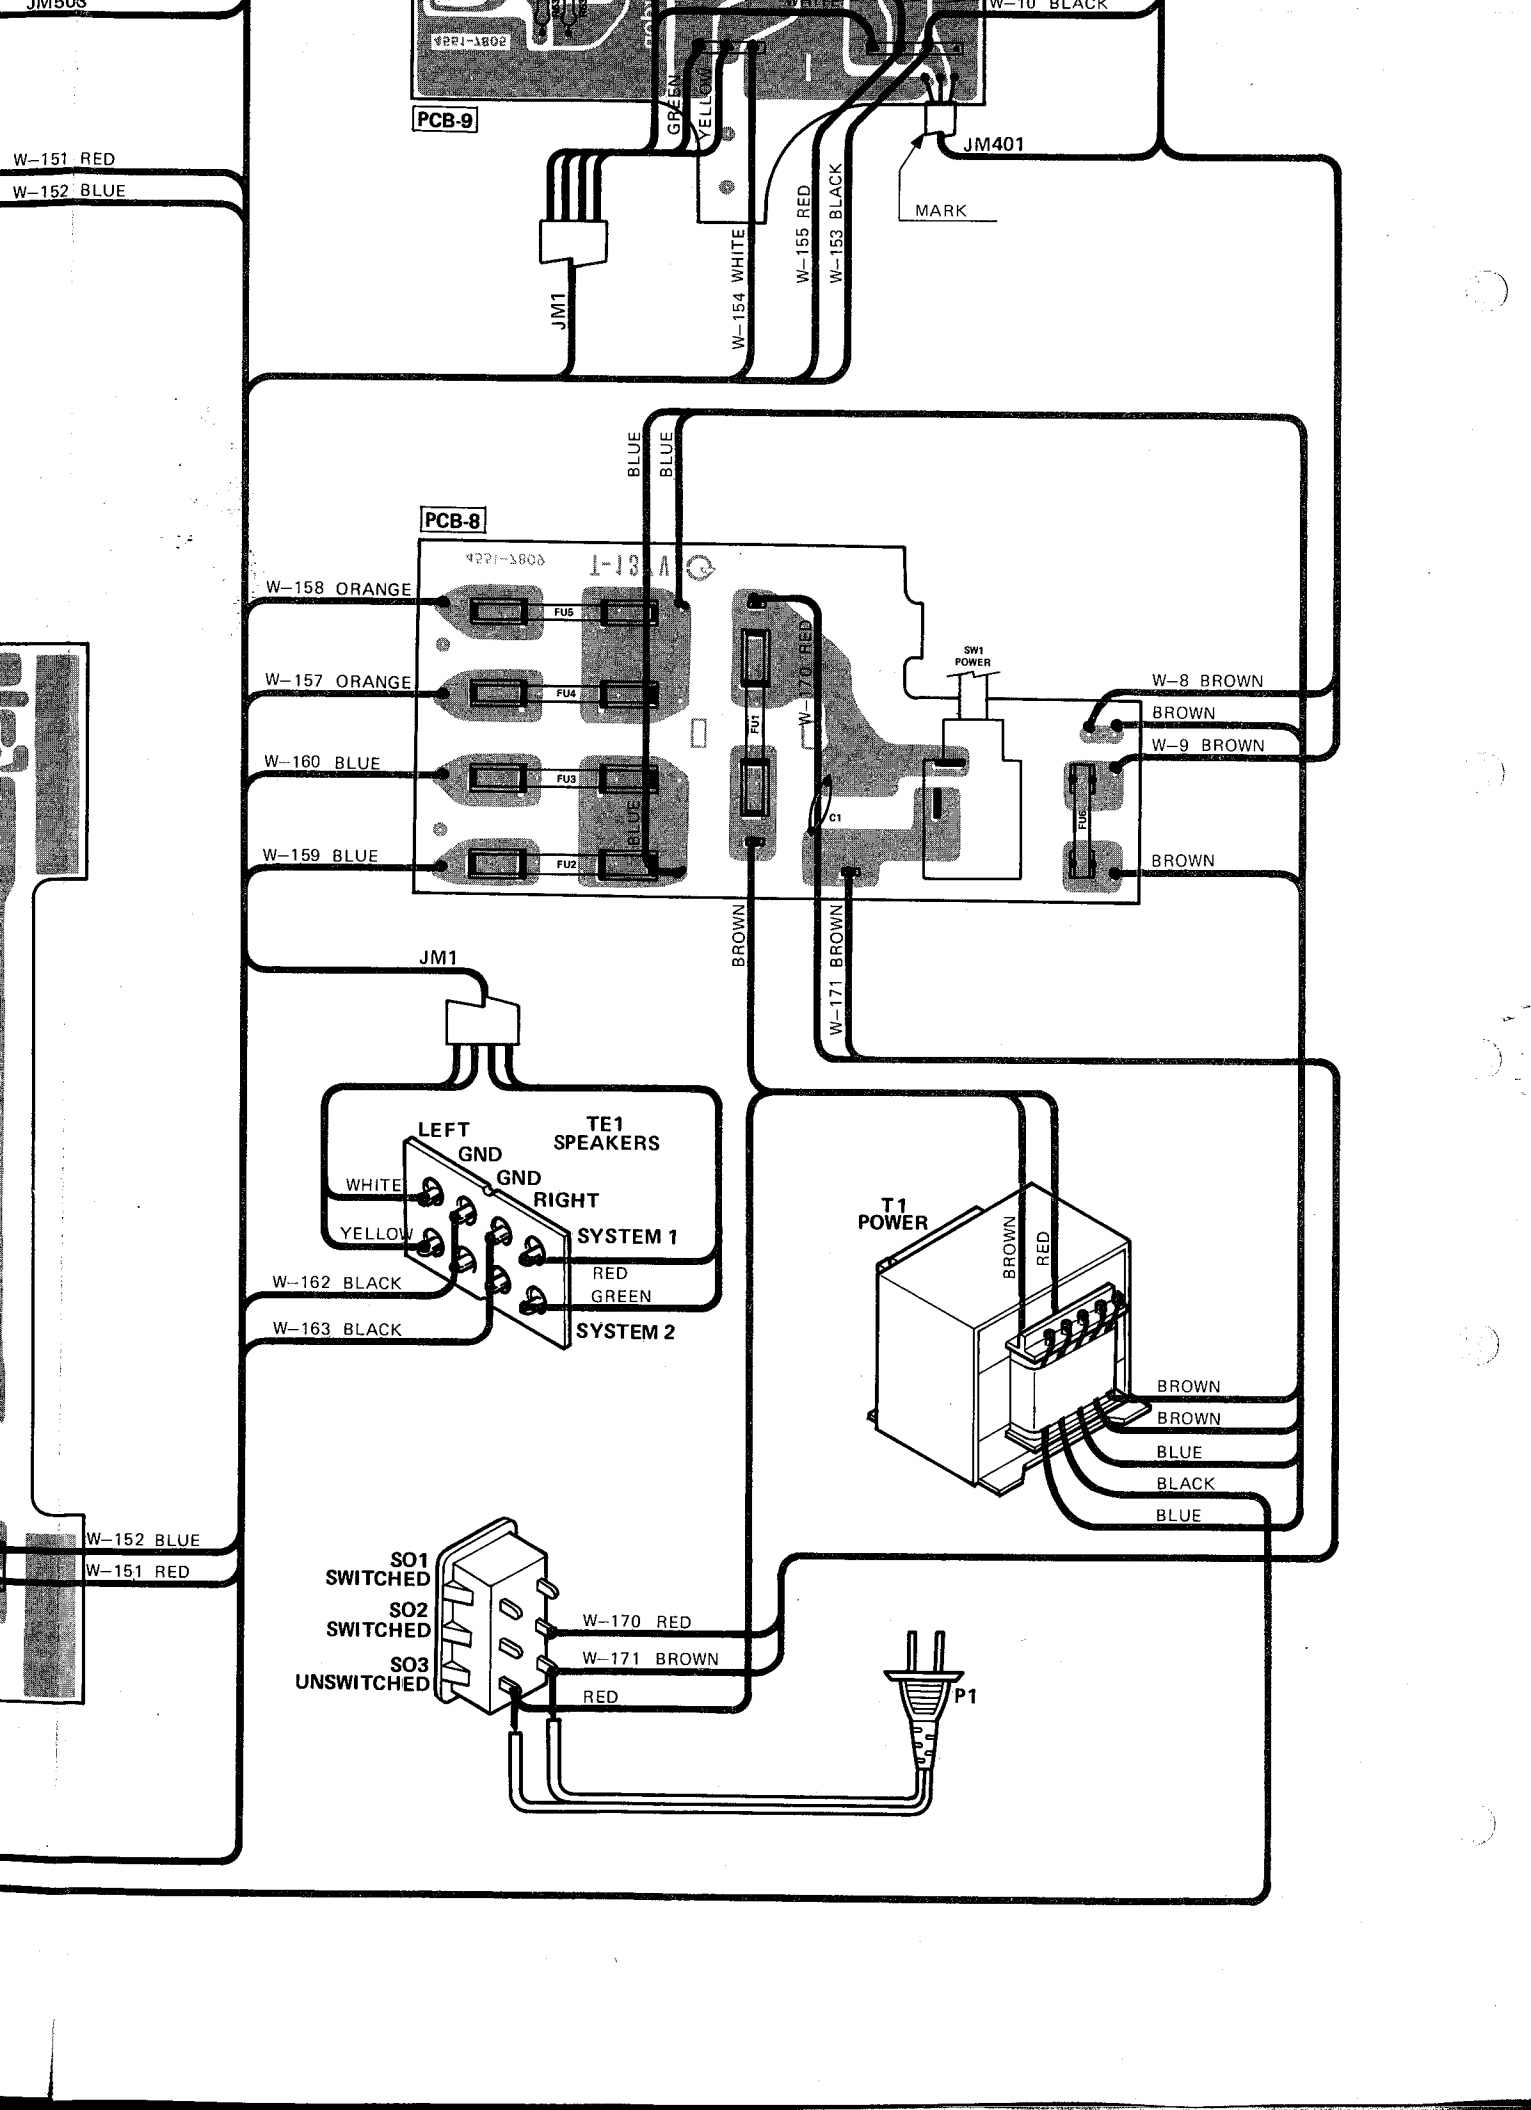 JM503
W-10 BLACK
4551-7805
PCB-9
GREEN
YELLOW
JM401
W-151 RED
W-152 BLUE
MARK
W-155 RED
W-153 BLACK
W-154 WHITE
JM1
BLUE
BLUE
PCB-8
4551-7809
W-158 ORANGE
FU5
SW1
POWER
W-170 RED
W-157 ORANGE
FU4
W-8 BROWN
BROWN
FU1
W-9 BROWN
W-160 BLUE
FU3
C1
FU6
BLUE
W-159 BLUE
FU2
BROWN
BROWN
W-171 BROWN
JM1
TE1
SPEAKERS
LEFT
GND
GND
RIGHT
WHITE
YELLOW
SYSTEM 1
RED
GREEN
SYSTEM 2
W-162 BLACK
W-163 BLACK
T1
POWER
BROWN
RED
BROWN
BROWN
BLUE
BLACK
BLUE
W-152 BLUE
W-151 RED
SO1
SWITCHED
SO2
SWITCHED
SO3
UNSWITCHED
W-170 RED
W-171 BROWN
RED
P1